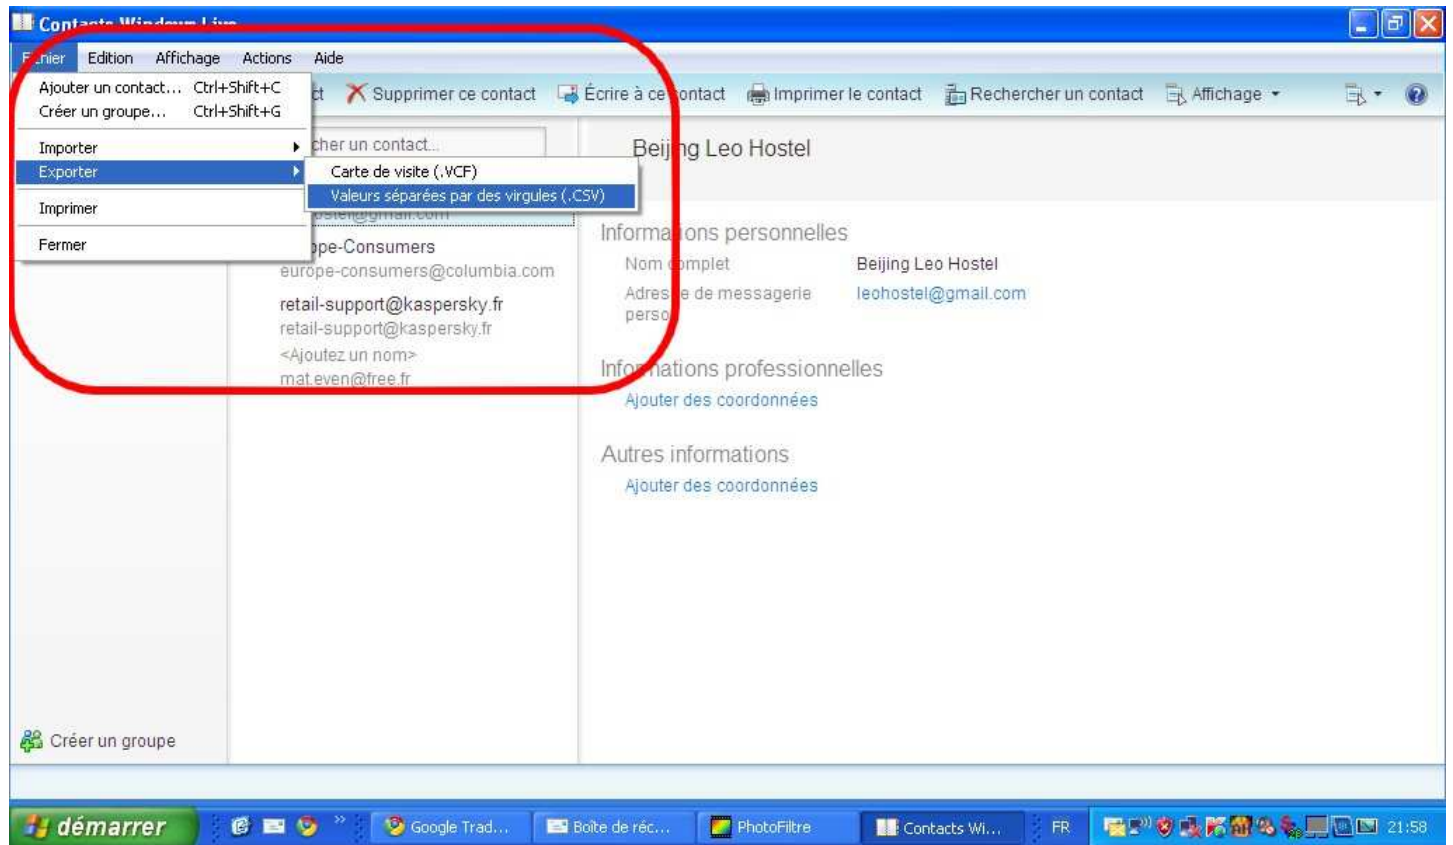 Contacts Windows Live
Fichier Edition Affichage Actions Aide
Ajouter un contact... Ctrl+Shift+C
Créer un groupe... Ctrl+Shift+G
Importer
Exporter
Imprimer
Fermer
Carte de visite (.VCF)
Valeurs séparées par des virgules (.CSV)
Supprimer ce contact Écrire à ce contact Imprimer le contact Rechercher un contact Affichage
un contact...
Europe-Consumers
europe-consumers@columbia.com
retail-support@kaspersky.fr
retail-support@kaspersky.fr
<Ajoutez un nom>
mat.even@free.fr
Beijing Leo Hostel
Informations personnelles
Nom complet Beijing Leo Hostel
Adresse de messagerie leohostel@gmail.com
perso
Informations professionnelles
Ajouter des coordonnées
Autres informations
Ajouter des coordonnées
Créer un groupe
démarrer Google Trad... Boîte de réc... PhotoFiltre Contacts Wi... FR 21:58